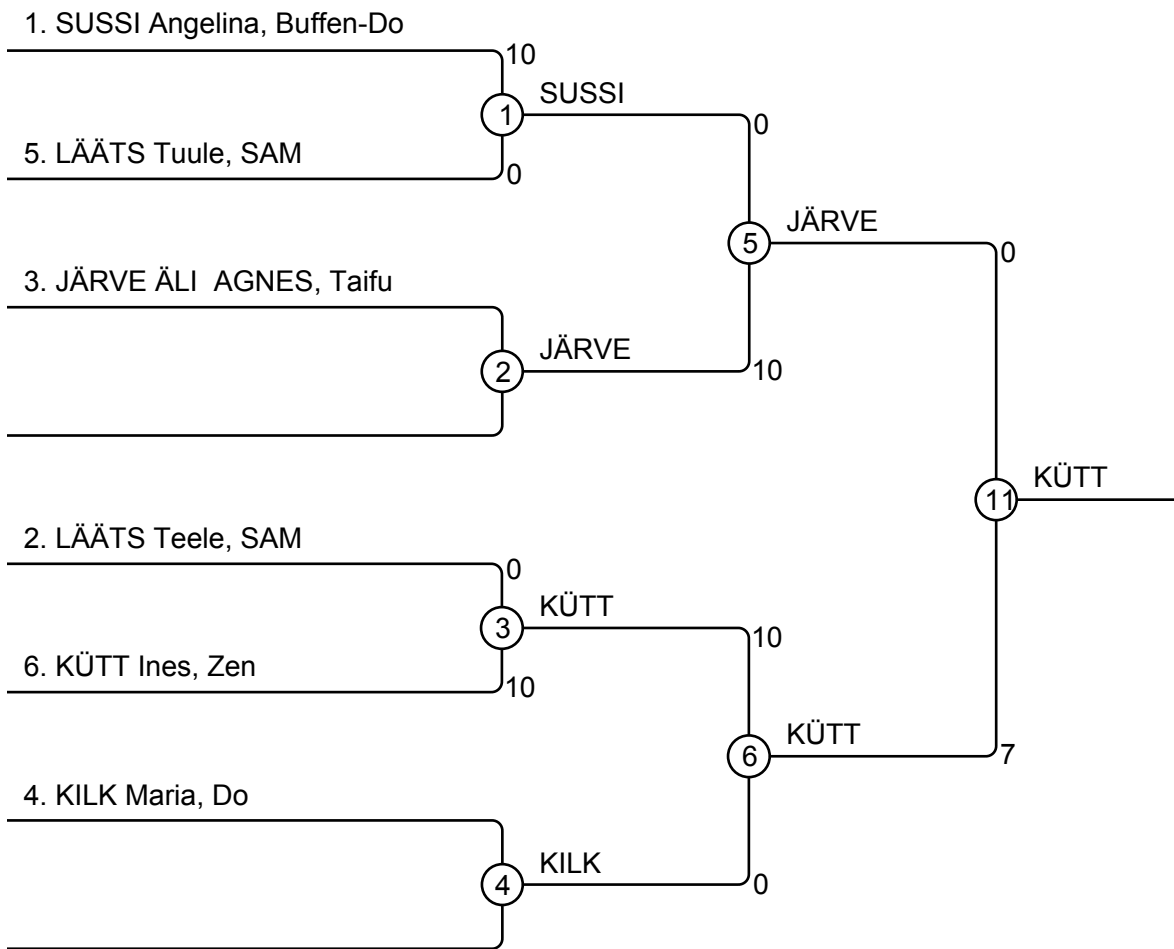 1. SUSSI Angelina, Buffen-Do
10
1
SUSSI
0
5. LÄÄTS Tuule, SAM
0
5
JÄRVE
0
3. JÄRVE ÄLI  AGNES, Taifu
2
JÄRVE
10
11
KÜTT
2. LÄÄTS Teele, SAM
0
3
KÜTT
10
6. KÜTT Ines, Zen
10
6
KÜTT
7
4. KILK Maria, Do
4
KILK
0